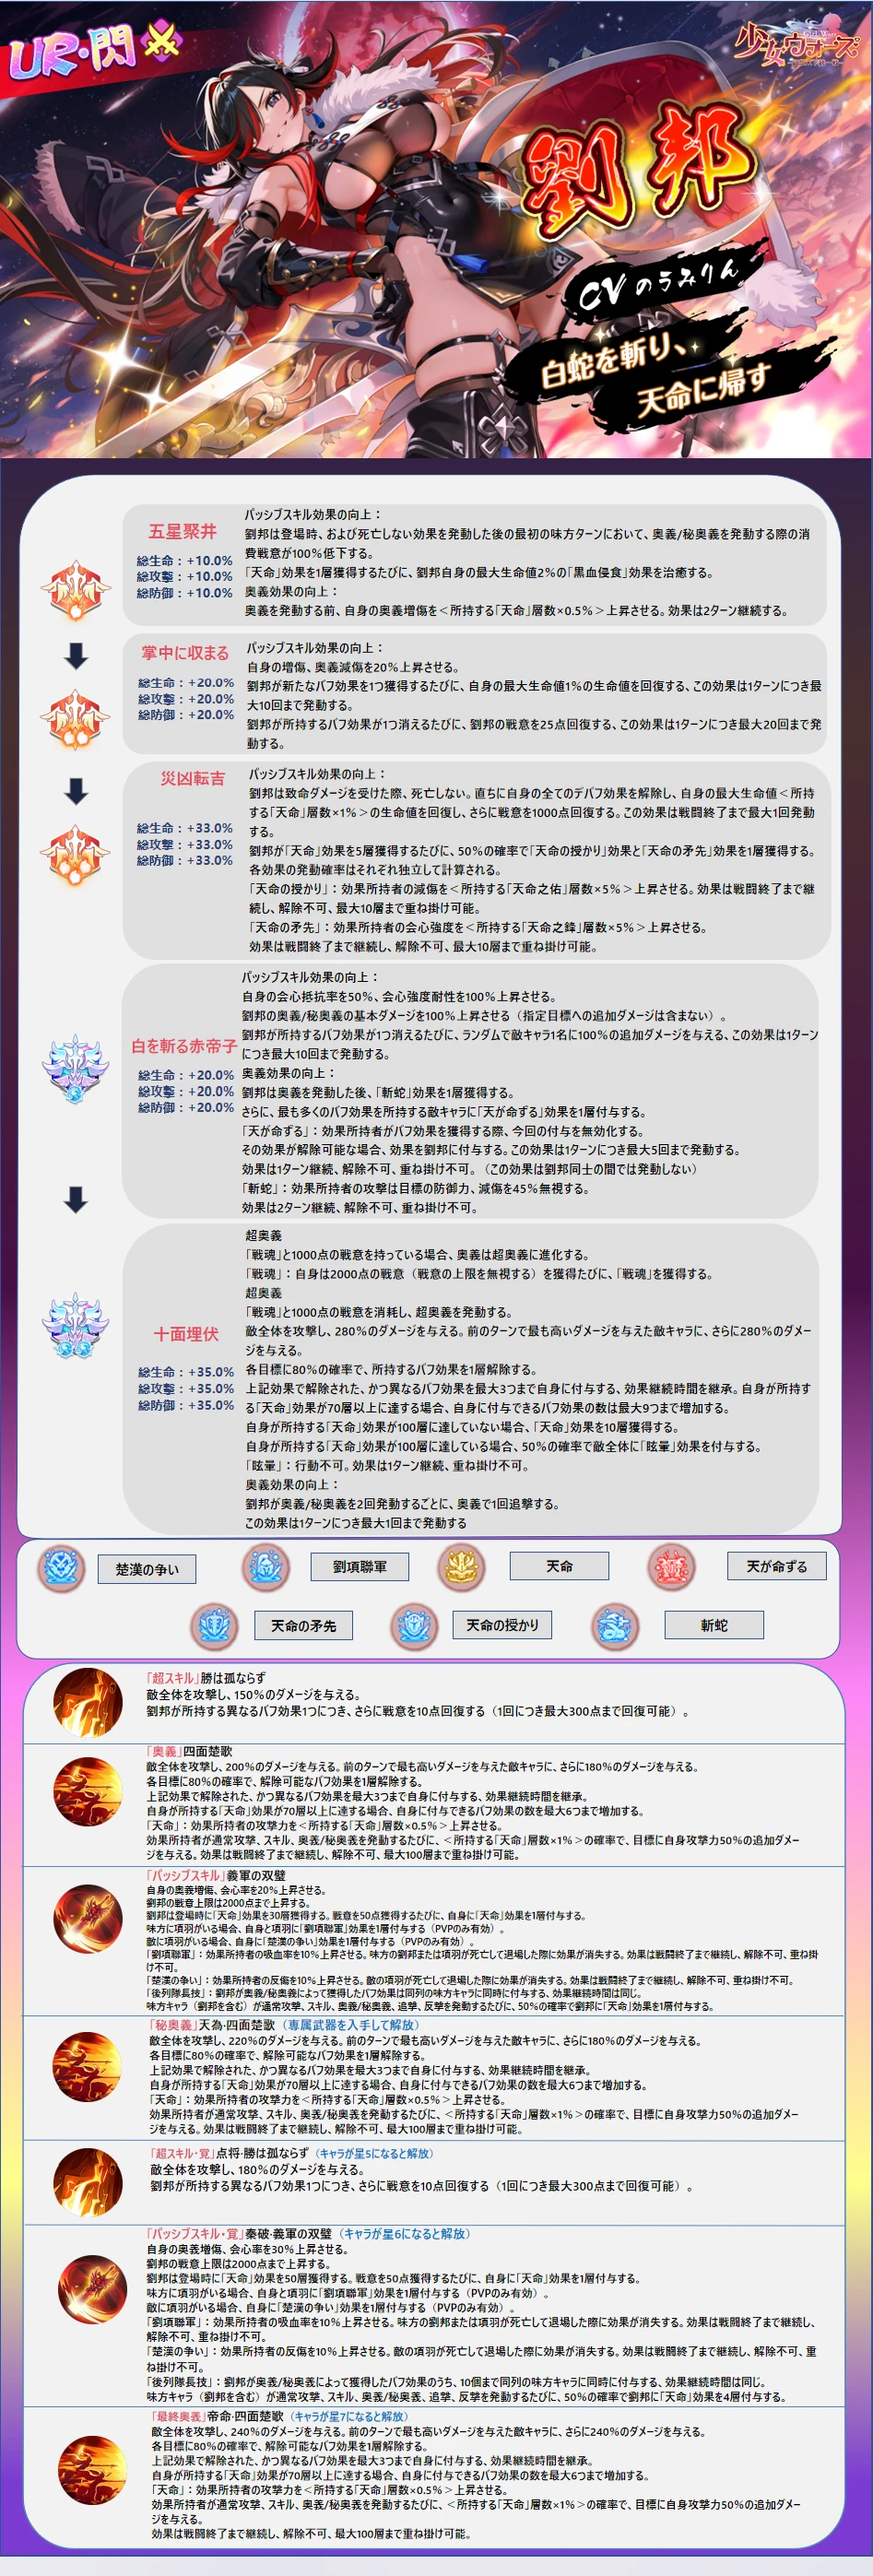 UR・閃
少女ウォーズ
劉邦
CV のうみりん
白蛇を斬り、
天命に帰す
五星聚井
総生命：+10.0%
総攻撃：+10.0%
総防御：+10.0%
パッシブスキル効果の向上：
劉邦は登場時、および死亡しない効果を発動した後の最初の味方ターンにおいて、奥義/秘奥義を発動する際の消
費戦意が100%低下する。
「天命」効果を1層獲得するたびに、劉邦自身の最大生命値2%の「黒血侵食」効果を治癒する。
奥義効果の向上：
奥義を発動する前、自身の奥義増傷を＜所持する「天命」層数×0.5%＞上昇させる。効果は2ターン継続する。
掌中に収まる
総生命：+20.0%
総攻撃：+20.0%
総防御：+20.0%
パッシブスキル効果の向上：
自身の増傷、奥義減傷を20%上昇させる。
劉邦が新たなバフ効果を1つ獲得するたびに、自身の最大生命値1%の生命値を回復する、この効果は1ターンにつき最
大10回まで発動する。
劉邦が所持するバフ効果が1つ消えるたびに、劉邦の戦意を25点回復する、この効果は1ターンにつき最大20回まで発
動する。
災凶転吉
総生命：+33.0%
総攻撃：+33.0%
総防御：+33.0%
パッシブスキル効果の向上：
劉邦は致命ダメージを受けた際、死亡しない。直ちに自身の全てのデバフ効果を解除し、自身の最大生命値＜所持
する「天命」層数×1%＞の生命値を回復し、さらに戦意を1000点回復する。この効果は戦闘終了まで最大1回発動
する。
劉邦が「天命」効果を5層獲得するたびに、50%の確率で「天命の授かり」効果と「天命の矛先」効果を1層獲得する。
各効果の発動確率はそれぞれ独立して計算される。
「天命の授かり」：効果所持者の減傷を＜所持する「天命之佑」層数×5%＞上昇させる。効果は戦闘終了まで継
続し、解除不可、最大10層まで重ね掛け可能。
「天命の矛先」：効果所持者の会心強度を＜所持する「天命之鋒」層数×5%＞上昇させる。
効果は戦闘終了まで継続し、解除不可、最大10層まで重ね掛け可能。
白を斬る赤帝子
総生命：+20.0%
総攻撃：+20.0%
総防御：+20.0%
パッシブスキル効果の向上：
自身の会心抵抗率を50%、会心強度耐性を100%上昇させる。
劉邦の奥義/秘奥義の基本ダメージを100%上昇させる（指定目標への追加ダメージは含まない）。
劉邦が所持するバフ効果が1つ消えるたびに、ランダムで敵キャラ1名に100%の追加ダメージを与える、この効果は1ターン
につき最大10回まで発動する。
奥義効果の向上：
劉邦は奥義を発動した後、「斬蛇」効果を1層獲得する。
さらに、最も多くのバフ効果を所持する敵キャラに「天が命ずる」効果を1層付与する。
「天が命ずる」：効果所持者がバフ効果を獲得する際、今回の付与を無効化する。
その効果が解除可能な場合、効果を劉邦に付与する。この効果は1ターンにつき最大5回まで発動する。
効果は1ターン継続、解除不可、重ね掛け不可。（この効果は劉邦同士の間では発動しない）
「斬蛇」：効果所持者の攻撃は目標の防御力、減傷を45%無視する。
効果は2ターン継続、解除不可、重ね掛け不可。
十面埋伏
総生命：+35.0%
総攻撃：+35.0%
総防御：+35.0%
超奥義
「戦魂」と1000点の戦意を持っている場合、奥義は超奥義に進化する。
「戦魂」：自身は2000点の戦意（戦意の上限を無視する）を獲得たびに、「戦魂」を獲得する。
超奥義
「戦魂」と1000点の戦意を消耗し、超奥義を発動する。
敵全体を攻撃し、280%のダメージを与える。前のターンで最も高いダメージを与えた敵キャラに、さらに280%のダメー
ジを与える。
各目標に80%の確率で、所持するバフ効果を1層解除する。
上記効果で解除された、かつ異なるバフ効果を最大3つまで自身に付与する、効果継続時間を継承。自身が所持す
る「天命」効果が70層以上に達する場合、自身に付与できるバフ効果の数は最大9つまで増加する。
自身が所持する「天命」効果が100層に達していない場合、「天命」効果を10層獲得する。
自身が所持する「天命」効果が100層に達している場合、50%の確率で敵全体に「眩暈」効果を付与する。
「眩暈」：行動不可。効果は1ターン継続、重ね掛け不可。
奥義効果の向上：
劉邦が奥義/秘奥義を2回発動するごとに、奥義で1回追撃する。
この効果は1ターンにつき最大1回まで発動する
楚漢の争い
劉項聯軍
天命
天が命ずる
天命の矛先
天命の授かり
斬蛇
「超スキル」勝は孤ならず
敵全体を攻撃し、150%のダメージを与える。
劉邦が所持する異なるバフ効果1つにつき、さらに戦意を10点回復する（1回につき最大300点まで回復可能）。
「奥義」四面楚歌
敵全体を攻撃し、200%のダメージを与える。前のターンで最も高いダメージを与えた敵キャラに、さらに180%のダメージを与える。
各目標に80%の確率で、解除可能なバフ効果を1層解除する。
上記効果で解除された、かつ異なるバフ効果を最大3つまで自身に付与する、効果継続時間を継承。
自身が所持する「天命」効果が70層以上に達する場合、自身に付与できるバフ効果の数を最大6つまで増加する。
「天命」：効果所持者の攻撃力を＜所持する「天命」層数×0.5%＞上昇させる。
効果所持者が通常攻撃、スキル、奥義/秘奥義を発動するたびに、＜所持する「天命」層数×1%＞の確率で、目標に自身攻撃力50%の追加ダメー
ジを与える。効果は戦闘終了まで継続し、解除不可、最大100層まで重ね掛け可能。
「パッシブスキル」義軍の双璧
自身の奥義増傷、会心率を20%上昇させる。
劉邦の戦意上限は2000点まで上昇する。
劉邦は登場時に「天命」効果を30層獲得する。戦意を50点獲得するたびに、自身に「天命」効果を1層付与する。
味方に項羽がいる場合、自身と項羽に「劉項聯軍」効果を1層付与する（PVPのみ有効）。
敵に項羽がいる場合、自身に「楚漢の争い」効果を1層付与する（PVPのみ有効）。
「劉項聯軍」：効果所持者の吸血率を10%上昇させる。味方の劉邦または項羽が死亡して退場した際に効果が消失する。効果は戦闘終了まで継続し、解除不可、重ね掛
け不可。
「楚漢の争い」：効果所持者の反傷を10%上昇させる。敵の項羽が死亡して退場した際に効果が消失する。効果は戦闘終了まで継続し、解除不可、重ね掛け不可。
「後列隊長技」：劉邦が奥義/秘奥義によって獲得したバフ効果は同列の味方キャラに同時に付与する、効果継続時間は同じ。
味方キャラ（劉邦を含む）が通常攻撃、スキル、奥義/秘奥義、追撃、反撃を発動するたびに、50%の確率で劉邦に「天命」効果を1層付与する。
「秘奥義」天為·四面楚歌（専属武器を入手して解放）
敵全体を攻撃し、220%のダメージを与える。前のターンで最も高いダメージを与えた敵キャラに、さらに180%のダメージを与える。
各目標に80%の確率で、解除可能なバフ効果を1層解除する。
上記効果で解除された、かつ異なるバフ効果を最大3つまで自身に付与する、効果継続時間を継承。
自身が所持する「天命」効果が70層以上に達する場合、自身に付与できるバフ効果の数を最大6つまで増加する。
「天命」：効果所持者の攻撃力を＜所持する「天命」層数×0.5%＞上昇させる。
効果所持者が通常攻撃、スキル、奥義/秘奥義を発動するたびに、＜所持する「天命」層数×1%＞の確率で、目標に自身攻撃力50%の追加ダメー
ジを与える。効果は戦闘終了まで継続し、解除不可、最大100層まで重ね掛け可能。
「超スキル·覚」点将·勝は孤ならず（キャラが星5になると解放）
敵全体を攻撃し、180%のダメージを与える。
劉邦が所持する異なるバフ効果1つにつき、さらに戦意を10点回復する（1回につき最大300点まで回復可能）。
「パッシブスキル·覚」秦破·義軍の双璧（キャラが星6になると解放）
自身の奥義増傷、会心率を30%上昇させる。
劉邦の戦意上限は2000点まで上昇する。
劉邦は登場時に「天命」効果を50層獲得する。戦意を50点獲得するたびに、自身に「天命」効果を1層付与する。
味方に項羽がいる場合、自身と項羽に「劉項聯軍」効果を1層付与する（PVPのみ有効）。
敵に項羽がいる場合、自身に「楚漢の争い」効果を1層付与する（PVPのみ有効）。
「劉項聯軍」：効果所持者の吸血率を10%上昇させる。味方の劉邦または項羽が死亡して退場した際に効果が消失する。効果は戦闘終了まで継続し、
解除不可、重ね掛け不可。
「楚漢の争い」：効果所持者の反傷を10%上昇させる。敵の項羽が死亡して退場した際に効果が消失する。効果は戦闘終了まで継続し、解除不可、重
ね掛け不可。
「後列隊長技」：劉邦が奥義/秘奥義によって獲得したバフ効果のうち、10個まで同列の味方キャラに同時に付与する、効果継続時間は同じ。
味方キャラ（劉邦を含む）が通常攻撃、スキル、奥義/秘奥義、追撃、反撃を発動するたびに、50%の確率で劉邦に「天命」効果を4層付与する。
「最終奥義」帝命·四面楚歌（キャラが星7になると解放）
敵全体を攻撃し、240%のダメージを与える。前のターンで最も高いダメージを与えた敵キャラに、さらに240%のダメージを与える。
各目標に80%の確率で、解除可能なバフ効果を1層解除する。
上記効果で解除された、かつ異なるバフ効果を最大3つまで自身に付与する、効果継続時間を継承。
自身が所持する「天命」効果が70層以上に達する場合、自身に付与できるバフ効果の数を最大6つまで増加する。
「天命」：効果所持者の攻撃力を＜所持する「天命」層数×0.5%＞上昇させる。
効果所持者が通常攻撃、スキル、奥義/秘奥義を発動するたびに、＜所持する「天命」層数×1%＞の確率で、目標に自身攻撃力50%の追加ダメー
ジを与える。
効果は戦闘終了まで継続し、解除不可、最大100層まで重ね掛け可能。